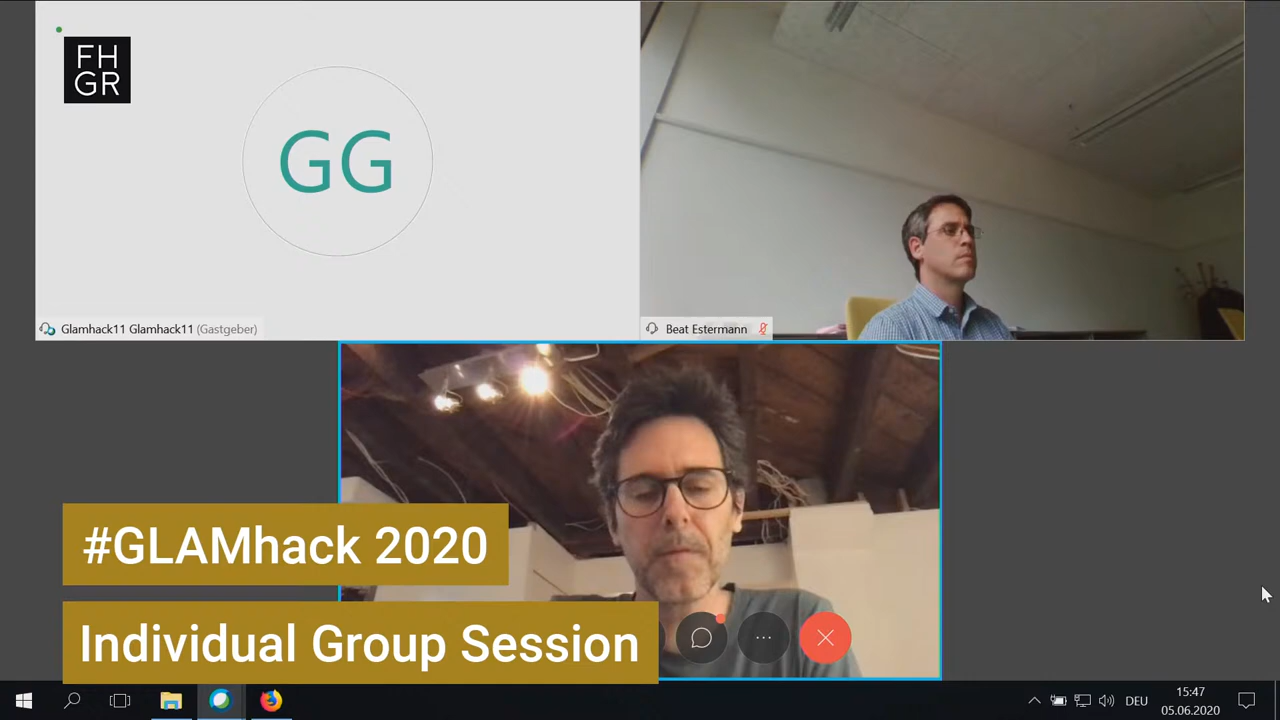 FH
GR
GG
Glamhack11 Glamhack11 (Gastgeber)
Beat Estermann
#GLAMhack 2020
Individual Group Session
DEU
15:47
05.06.2020